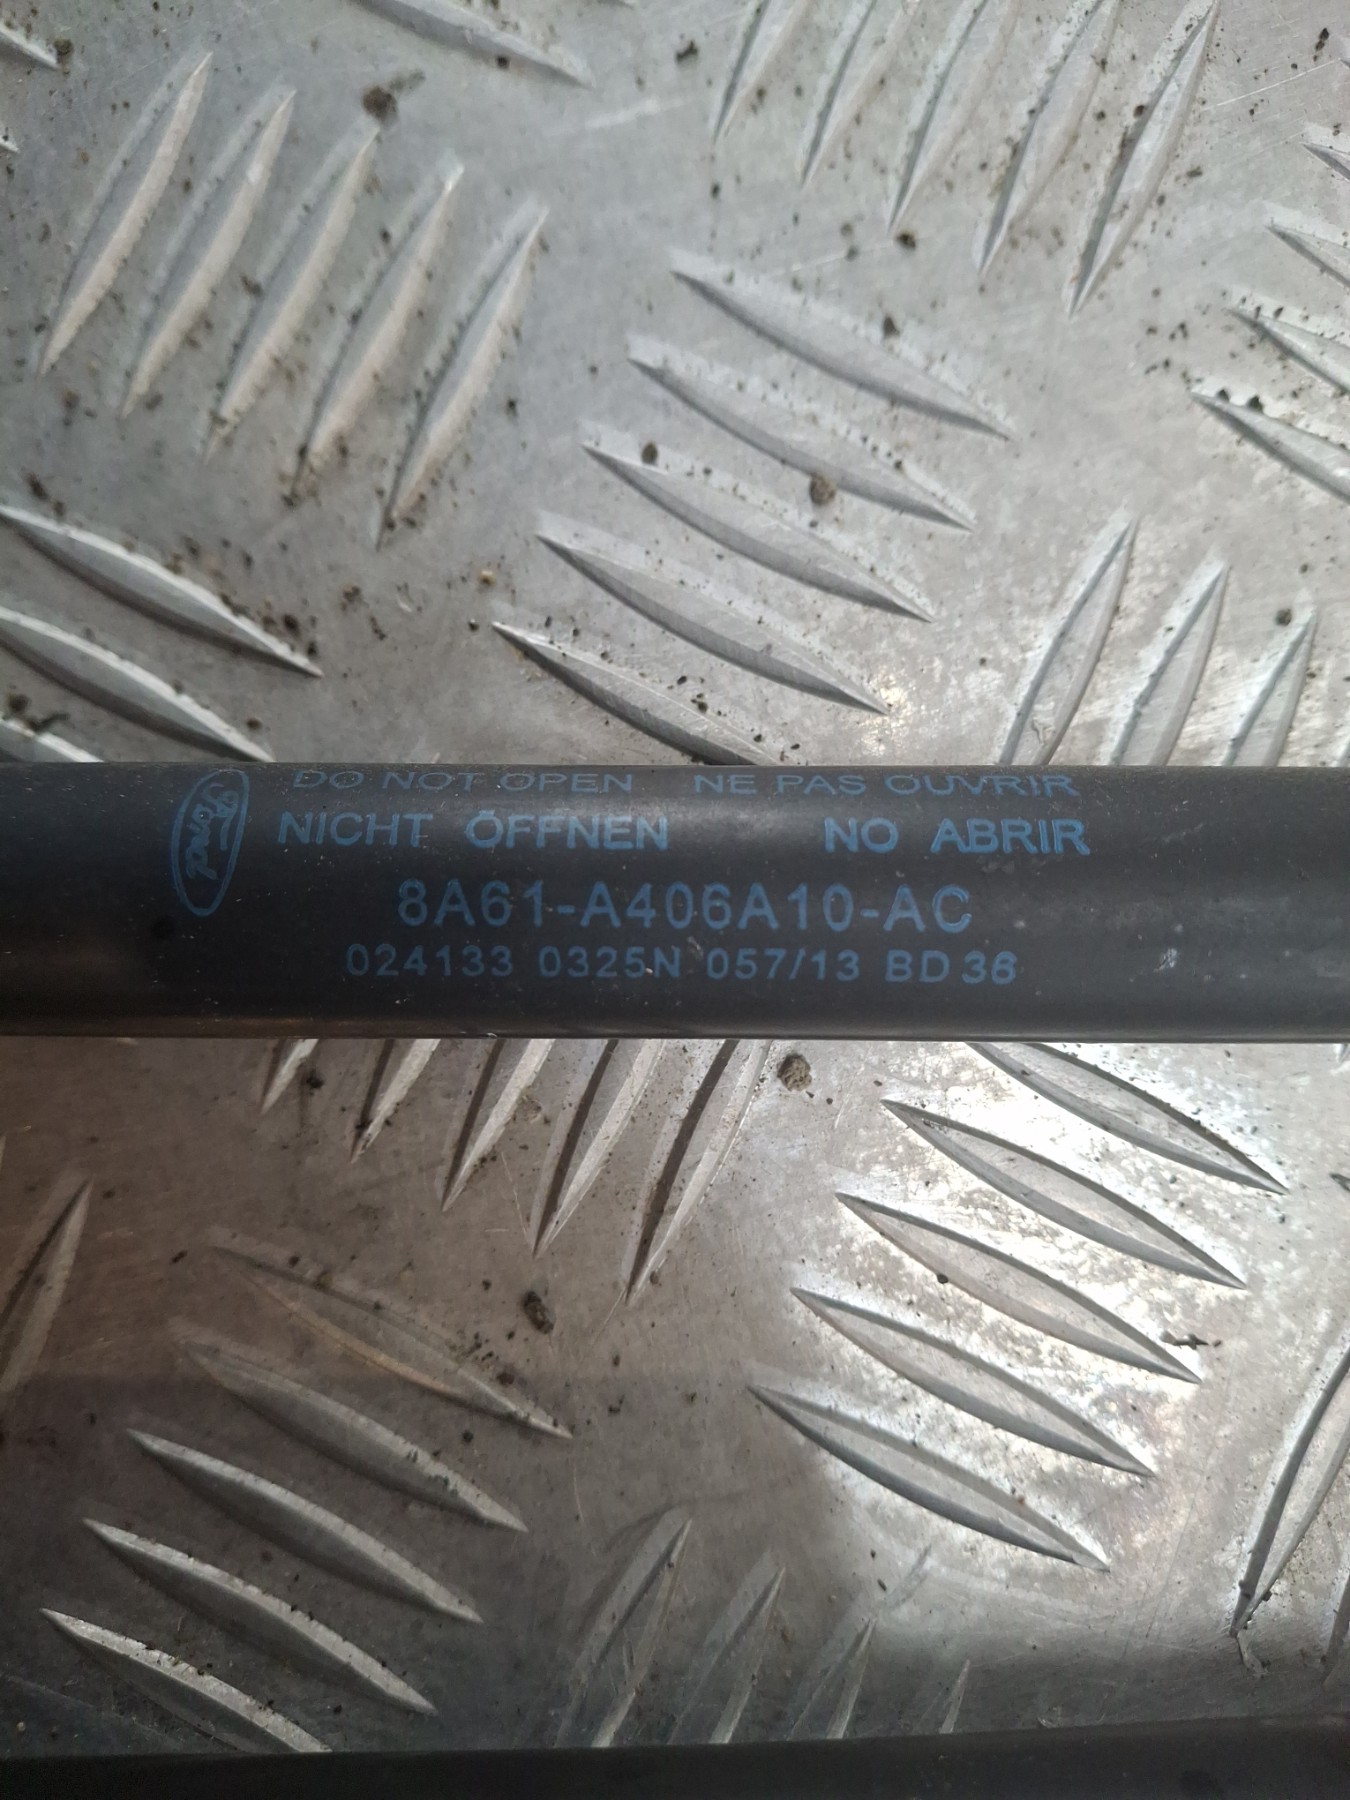 DO NOT OPEN NE PAS OUVRIR
Ford NICHT ÖFFNEN NO ABRIR
8A61-A406A10-AC
024133 0325N 057/13 BD 36